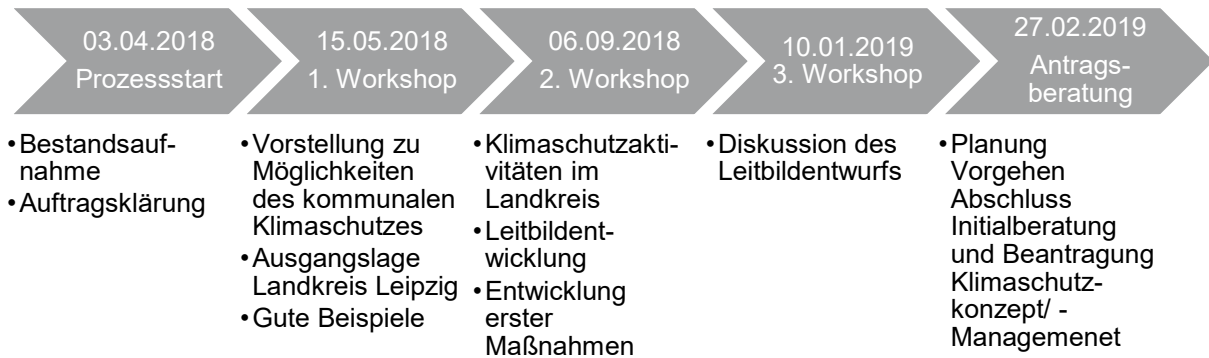 03.04.2018
Prozessstart
15.05.2018
1. Workshop
06.09.2018
2. Workshop
10.01.2019
3. Workshop
27.02.2019
Antrags-
beratung
•Bestandsauf-
nahme
•Auftragsklärung
•Vorstellung zu
Möglichkeiten
des kommunalen
Klimaschutzes
•Ausgangslage
Landkreis Leipzig
•Gute Beispiele
•Klimaschutzakti-
vitäten im
Landkreis
•Leitbildent-
wicklung
•Entwicklung
erster
Maßnahmen
•Diskussion des
Leitbildentwurfs
•Planung
Vorgehen
Abschluss
Initialberatung
und Beantragung
Klimaschutz-
konzept/ -
Managemenet